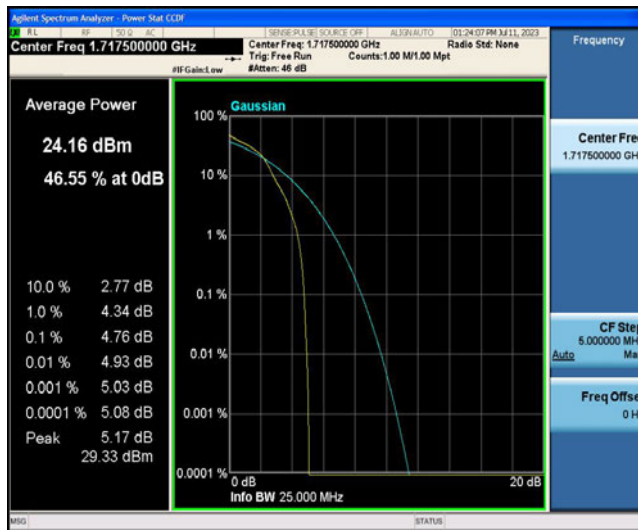 Agilent Spectrum Analyzer - Power Stat CCDF
RL RF 50 Ω AC SENSE:PULSE SOURCE OFF ALIGN AUTO 01:24:07 PM Jul 11, 2023
Center Freq 1.717500000 GHz
Center Freq: 1.717500000 GHz Radio Std: None
Trig: Free Run Counts:1.00 M/1.00 Mpt
#IFGain:Low #Atten: 46 dB
Frequency
Average Power
24.16 dBm
46.55 % at 0dB
10.0 % 2.77 dB
1.0 % 4.34 dB
0.1 % 4.76 dB
0.01 % 4.93 dB
0.001 % 5.03 dB
0.0001 % 5.08 dB
Peak 5.17 dB
29.33 dBm
Gaussian
100 %
10 %
1 %
0.1 %
0.01 %
0.001 %
0.0001 %
0 dB 20 dB
Info BW 25.000 MHz
Center Fre
1.717500000 GH
CF Ste
5.000000 MH
Auto Ma
Freq Offse
0 H
MSG STATUS